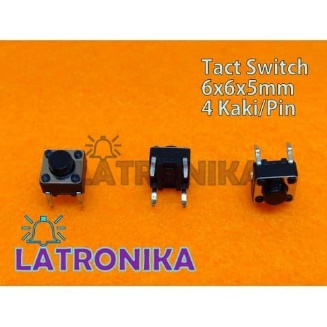 Tact Switch
6x6x5mm
4 Kaki/Pin
LATRONIKA
LATRONIKA